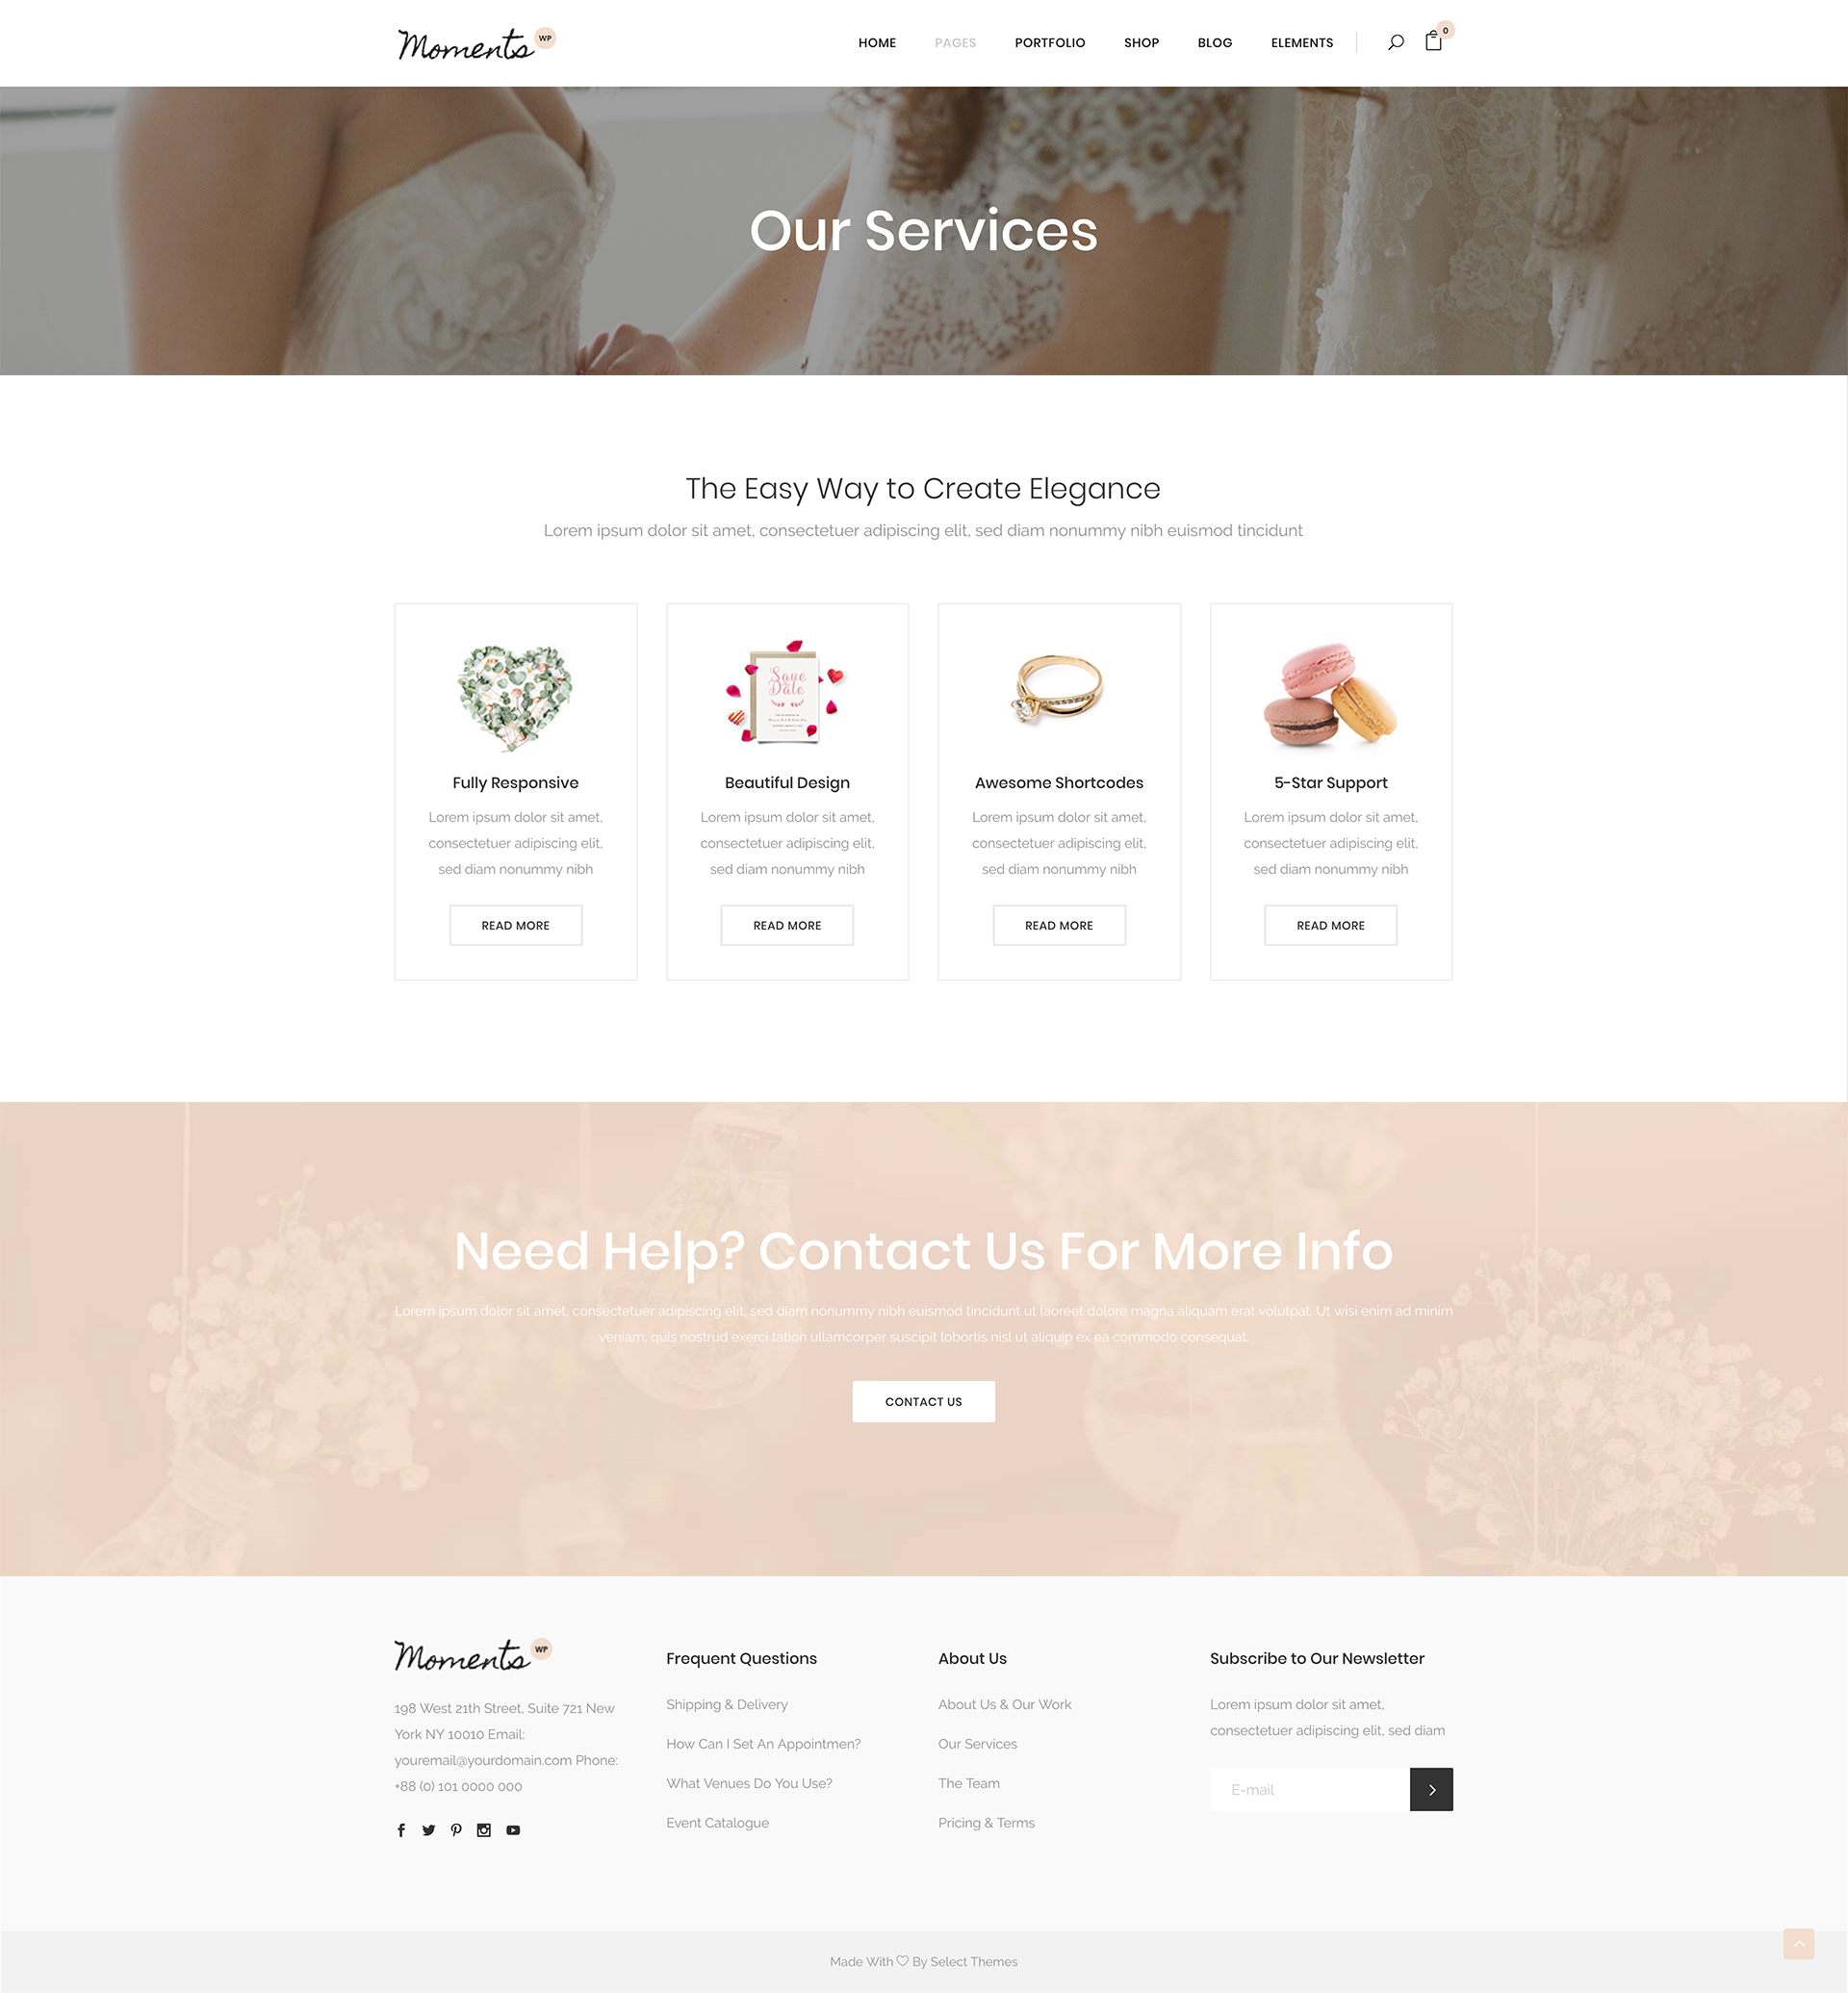 Moments WP
HOME PAGES PORTFOLIO SHOP BLOG ELEMENTS 0
Our Services
The Easy Way to Create Elegance
Lorem ipsum dolor sit amet, consectetuer adipiscing elit, sed diam nonummy nibh euismod tincidunt
Save
Date
Fully Responsive
Lorem ipsum dolor sit amet,
consectetuer adipiscing elit,
sed diam nonummy nibh
READ MORE
Beautiful Design
Lorem ipsum dolor sit amet,
consectetuer adipiscing elit,
sed diam nonummy nibh
READ MORE
Awesome Shortcodes
Lorem ipsum dolor sit amet,
consectetuer adipiscing elit,
sed diam nonummy nibh
READ MORE
5-Star Support
Lorem ipsum dolor sit amet,
consectetuer adipiscing elit,
sed diam nonummy nibh
READ MORE
Need Help? Contact Us For More Info
Lorem ipsum dolor sit amet, consectetuer adipiscing elit, sed diam nonummy nibh euismod tincidunt ut laoreet dolore magna aliquam erat volutpat. Ut wisi enim ad minim
veniam, quis nostrud exerci tation ullamcorper suscipit lobortis nisl ut aliquip ex ea commodo consequat.
CONTACT US
Moments WP
198 West 21th Street, Suite 721 New
York NY 10010 Email:
youremail@yourdomain.com Phone:
+88 (0) 101 0000 000
Frequent Questions
Shipping & Delivery
How Can I Set An Appointmen?
What Venues Do You Use?
Event Catalogue
About Us
About Us & Our Work
Our Services
The Team
Pricing & Terms
Subscribe to Our Newsletter
Lorem ipsum dolor sit amet,
consectetuer adipiscing elit, sed diam
E-mail
Made With ♡ By Select Themes